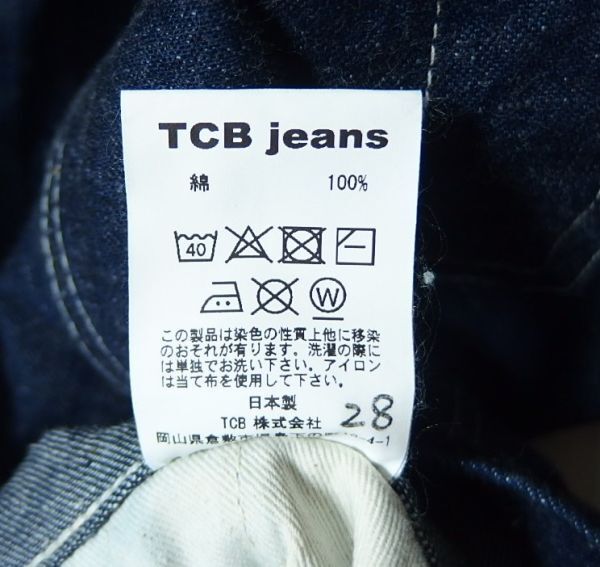 TCB jeans
綿 100%
40
W
この製品は染色の性質上他に移染
のおそれが有ります。洗濯の際に
は単独でお洗い下さい。アイロン
は当て布を使用して下さい。
日本製
TCB 株式会社 28
岡山県倉敷市